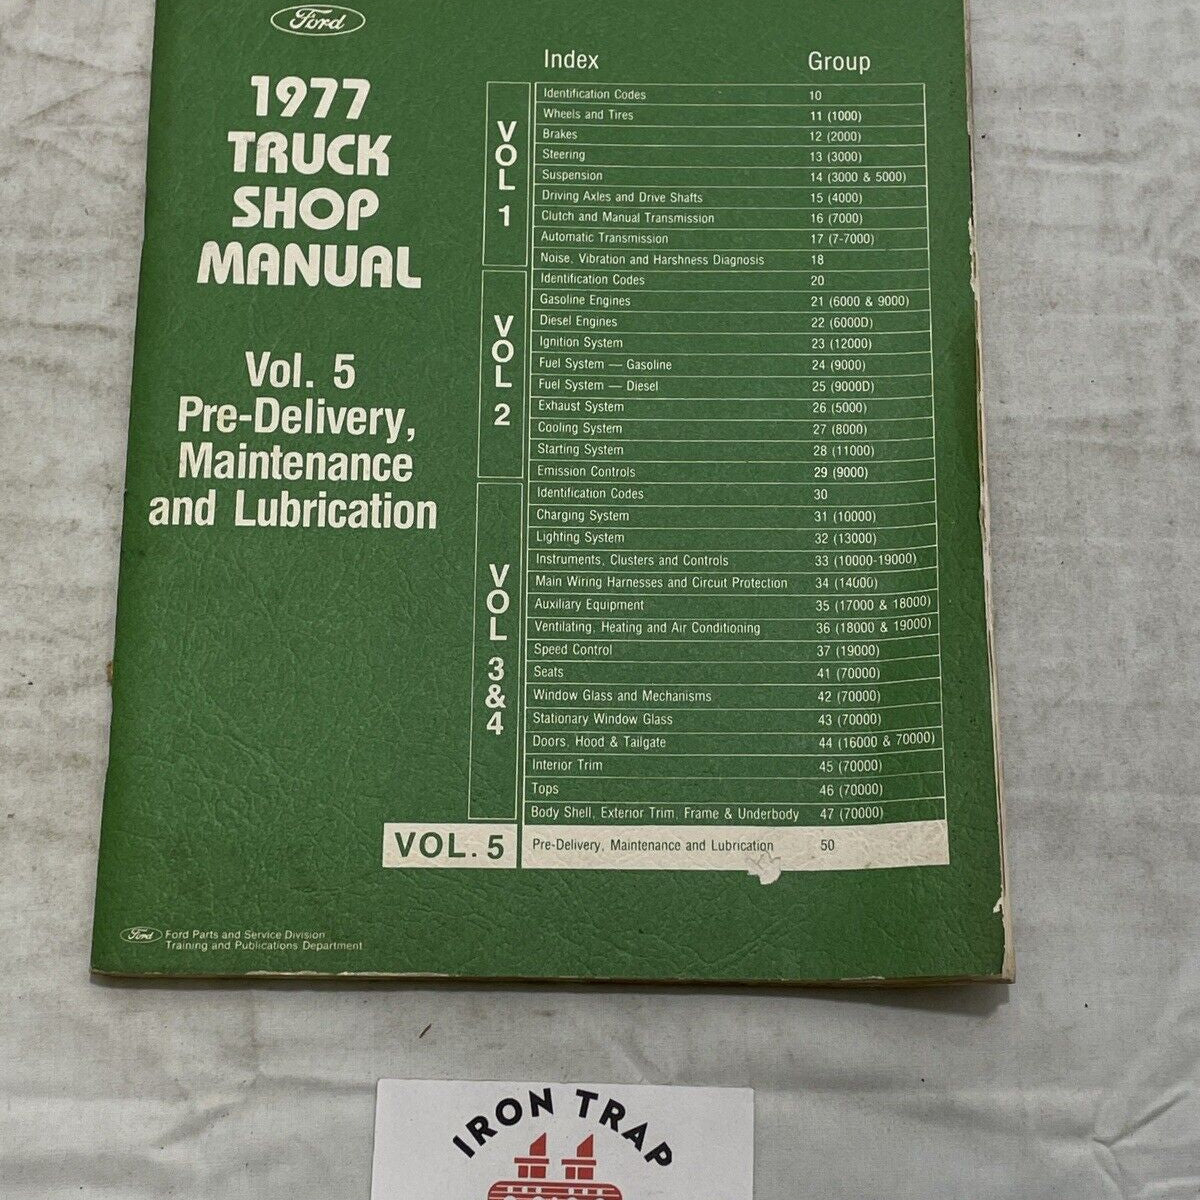 Ford
1977
TRUCK
SHOP
MANUAL
Vol. 5
Pre-Delivery,
Maintenance
and Lubrication
Index Group
VOL 1
Identification Codes 10
Wheels and Tires 11 (1000)
Brakes 12 (2000)
Steering 13 (3000)
Suspension 14 (3000 & 5000)
Driving Axles and Drive Shafts 15 (4000)
Clutch and Manual Transmission 16 (7000)
Automatic Transmission 17 (7-7000)
Noise, Vibration and Harshness Diagnosis 18
VOL 2
Identification Codes 20
Gasoline Engines 21 (6000 & 9000)
Diesel Engines 22 (6000D)
Ignition System 23 (12000)
Fuel System — Gasoline 24 (9000)
Fuel System — Diesel 25 (9000D)
Exhaust System 26 (5000)
Cooling System 27 (8000)
Starting System 28 (11000)
Emission Controls 29 (9000)
VOL 3&4
Identification Codes 30
Charging System 31 (10000)
Lighting System 32 (13000)
Instruments, Clusters and Controls 33 (10000-19000)
Main Wiring Harnesses and Circuit Protection 34 (14000)
Auxiliary Equipment 35 (17000 & 18000)
Ventilating, Heating and Air Conditioning 36 (18000 & 19000)
Speed Control 37 (19000)
Seats 41 (70000)
Window Glass and Mechanisms 42 (70000)
Stationary Window Glass 43 (70000)
Doors, Hood & Tailgate 44 (16000 & 70000)
Interior Trim 45 (70000)
Tops 46 (70000)
Body Shell, Exterior Trim, Frame & Underbody 47 (70000)
VOL. 5 Pre-Delivery, Maintenance and Lubrication 50
Ford Ford Parts and Service Division
Training and Publications Department
IRON TRAP